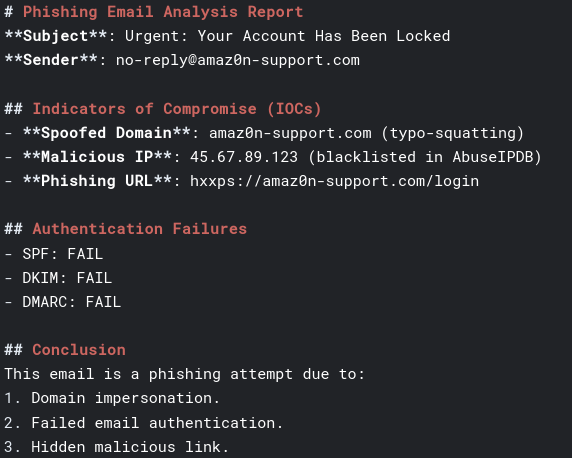 # Phishing Email Analysis Report
**Subject**: Urgent: Your Account Has Been Locked
**Sender**: no-reply@amaz0n-support.com
## Indicators of Compromise (IOCs)
- **Spoofed Domain**: amaz0n-support.com (typo-squatting)
- **Malicious IP**: 45.67.89.123 (blacklisted in AbuseIPDB)
- **Phishing URL**: hxxps://amaz0n-support.com/login
## Authentication Failures
- SPF: FAIL
- DKIM: FAIL
- DMARC: FAIL
## Conclusion
This email is a phishing attempt due to:
1. Domain impersonation.
2. Failed email authentication.
3. Hidden malicious link.